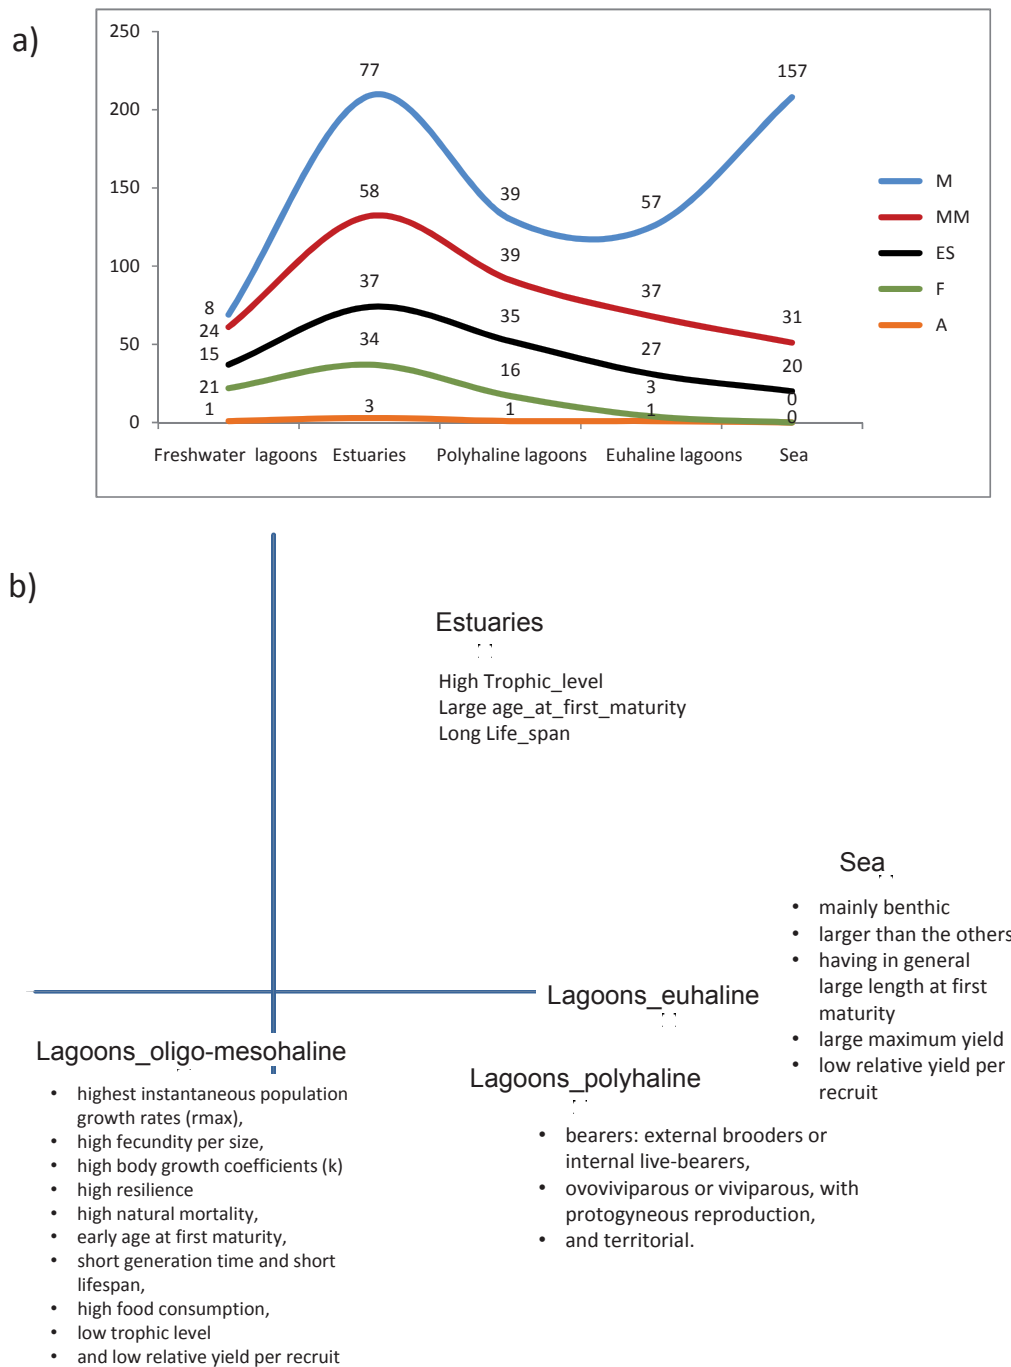 a)
250
200
150
100
50
0
77
157
58
39
57
39
37
37
35
31
8
24
15
34
27
20
21
16
3
0
1
3
1
1
0
Freshwater lagoons Estuaries Polyhaline lagoons Euhaline lagoons Sea
M
MM
ES
F
A
b)
Estuaries
High Trophic_level
Large age_at_first_maturity
Long Life_span
Sea
• mainly benthic
• larger than the others
• having in general
large length at first
maturity
• large maximum yield
• low relative yield per
recruit
Lagoons_euhaline
Lagoons_oligo-mesohaline
• highest instantaneous population
growth rates (rmax),
• high fecundity per size,
• high body growth coefficients (k)
• high resilience
• high natural mortality,
• early age at first maturity,
• short generation time and short
lifespan,
• high food consumption,
• low trophic level
• and low relative yield per recruit
Lagoons_polyhaline
• bearers: external brooders or
internal live-bearers,
• ovoviviparous or viviparous, with
protogyneous reproduction,
• and territorial.